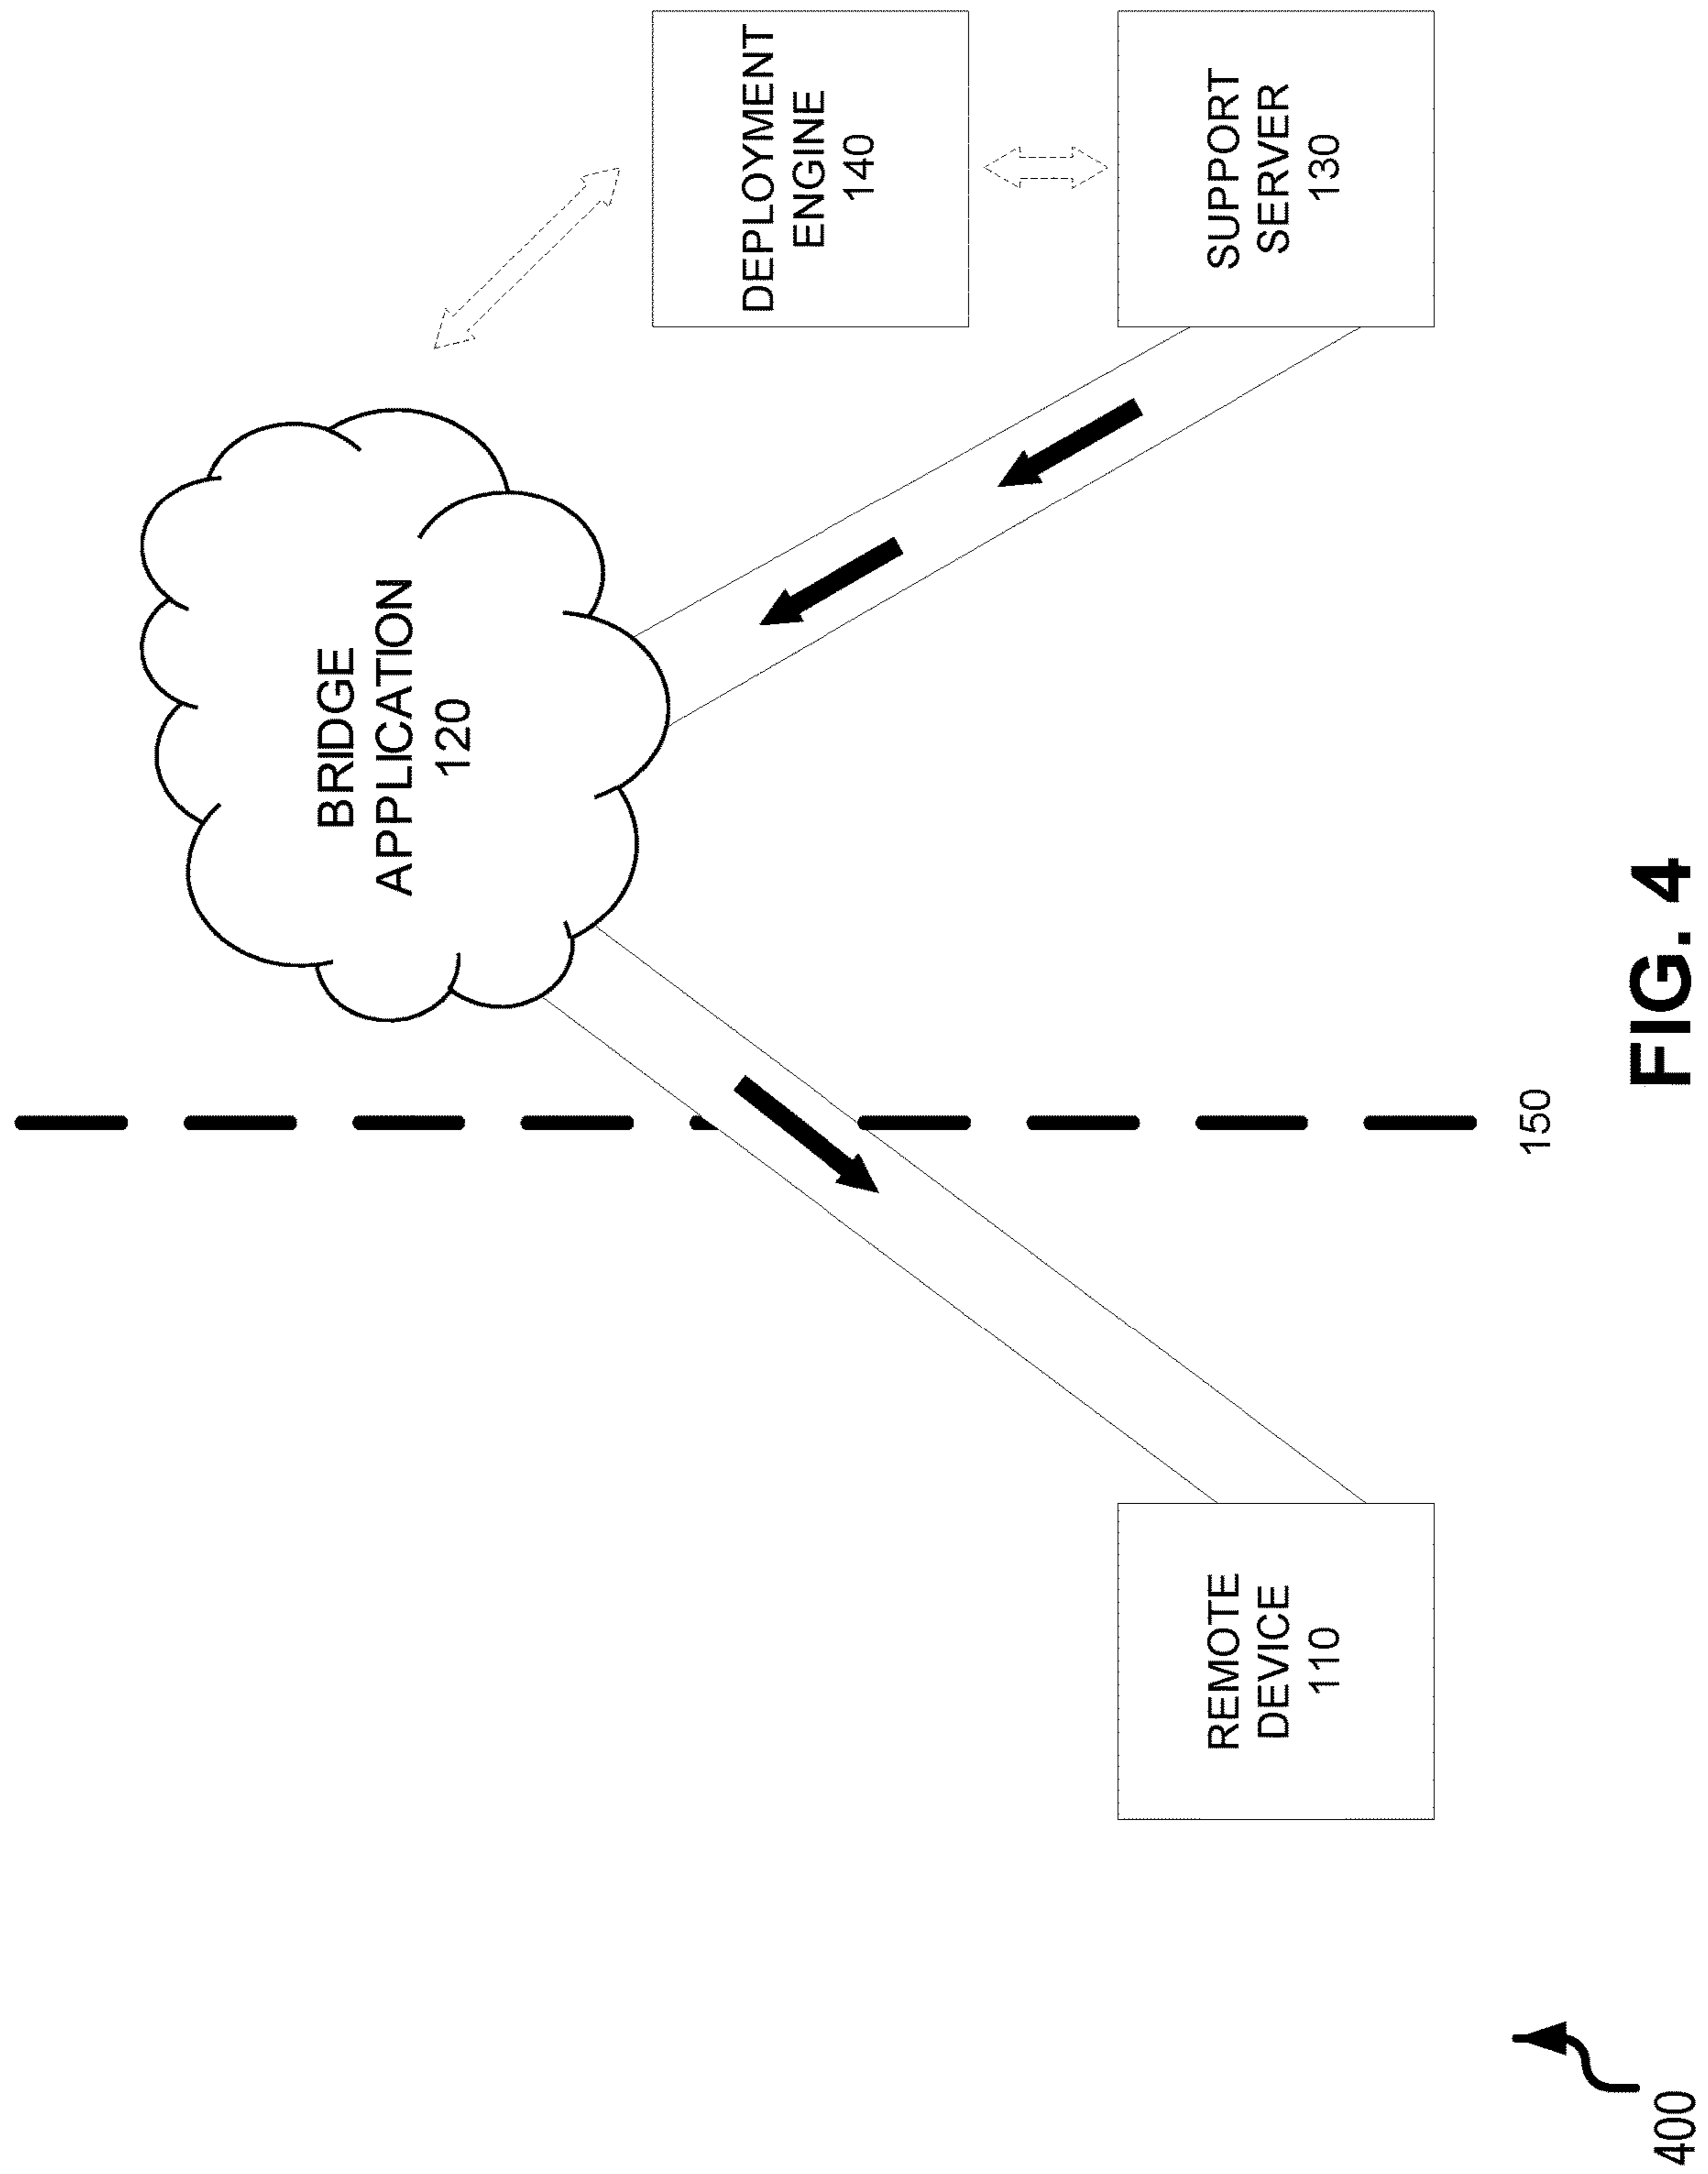 BRIDGE
APPLICATION
120
DEPLOYMENT
ENGINE
140
REMOTE
DEVICE
110
SUPPORT
SERVER
130
150
400
FIG. 4